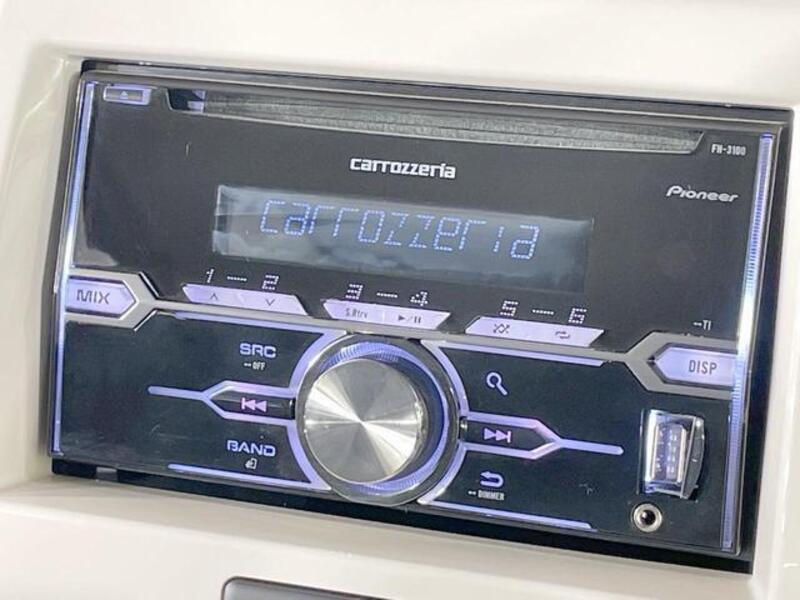 FH-3100
carrozzeria
Pioneer
carrozzeria
1 -- 2
3 -- 4
5 -- 6
MIX
S.Rtrv
-TI
SRC
OFF
DISP
BAND
DIMMER